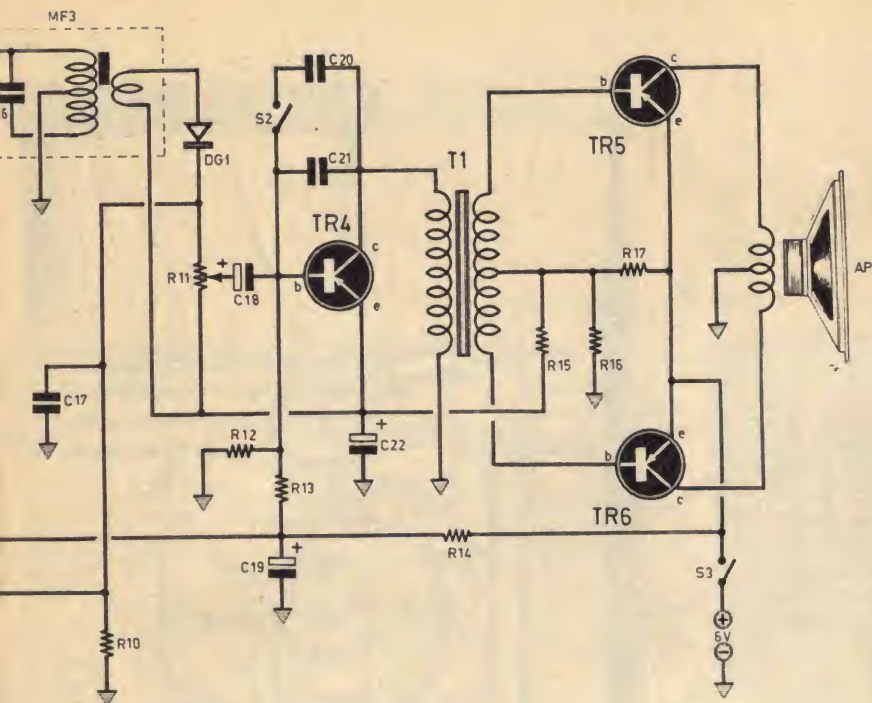 MF3
6
C20
S2
DG1
C21
T1
b
c
e
TR5
TR4
R11
+
C18
b
c
e
R17
AP
R15
R16
C17
R12
+
C22
b
e
c
TR6
R13
C19
+
R14
S3
R10
+
6V
−